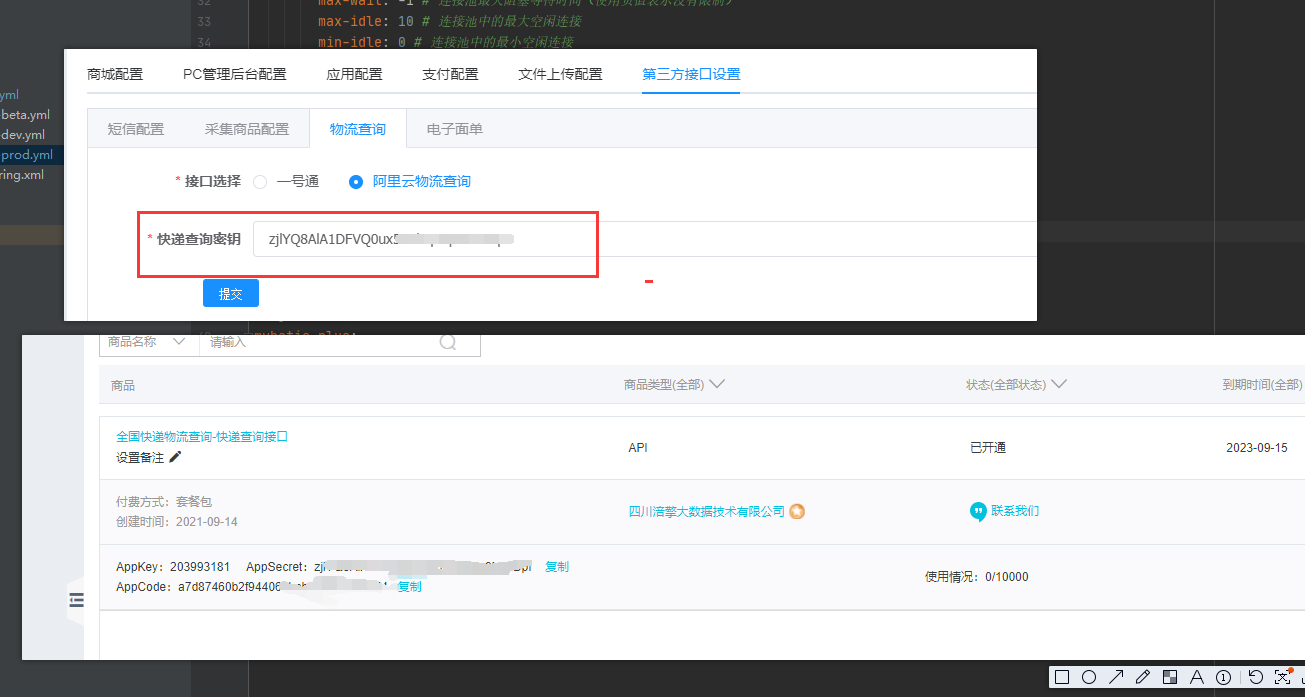 32
max-wait: -1 # 连接池最大阻塞等待时间（使用负值表示没有限制）
33 max-idle: 10 # 连接池中的最大空闲连接
34 min-idle: 0 # 连接池中的最小空闲连接
yml
-beta.yml
-dev.yml
-prod.yml
ring.xml
商城配置 PC管理后台配置 应用配置 支付配置 文件上传配置 第三方接口设置
短信配置 采集商品配置 物流查询 电子面单
* 接口选择 一号通 阿里云物流查询
* 快递查询密钥 zjlYQ8AlA1DFVQ0ux5
提交
mybatis-plus:
商品名称 请输入
商品 商品类型(全部) 状态(全部状态) 到期时间(全部)
全国快递物流查询-快递查询接口
设置备注 API 已开通 2023-09-15
付费方式：套餐包
创建时间：2021-09-14
四川涪擎大数据技术有限公司 联系我们
AppKey：203993181 AppSecret： 复制
AppCode：a7d87460b2f94406 复制
使用情况：0/10000